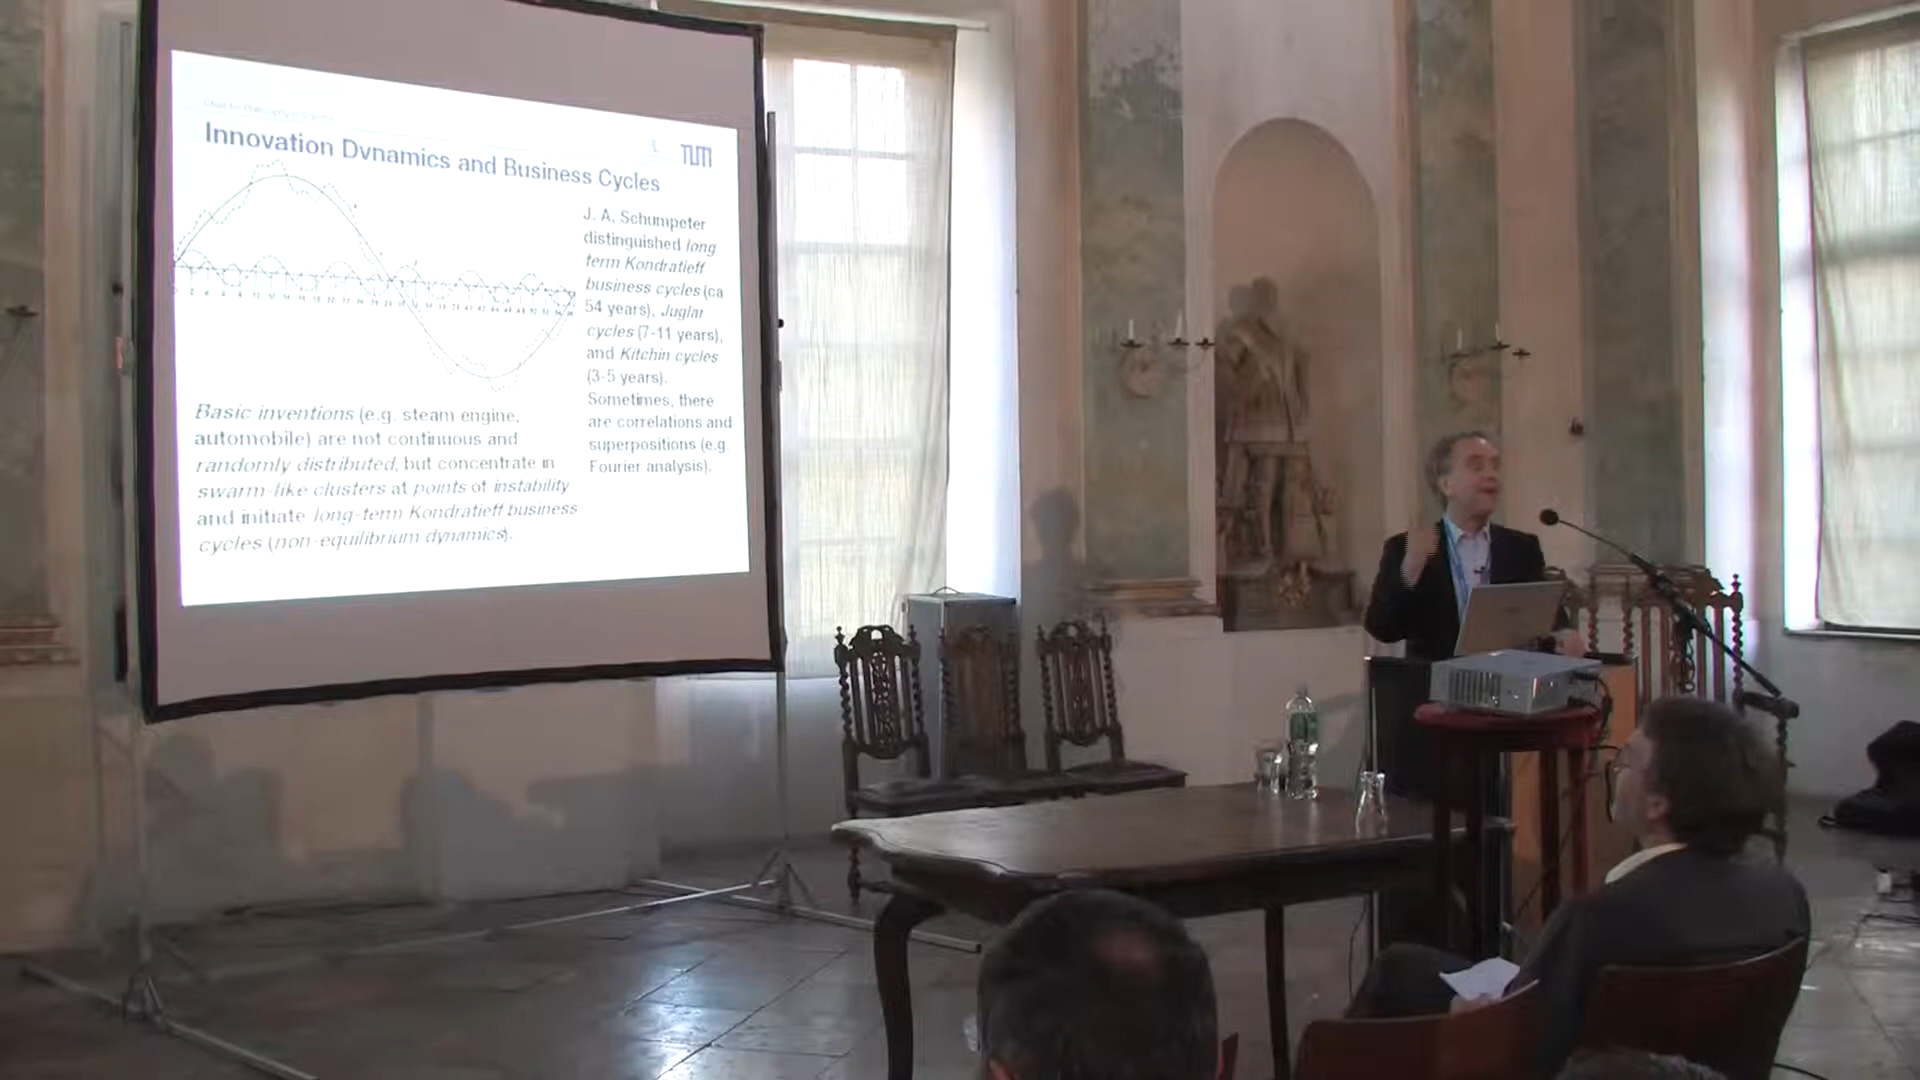 TUM
Innovation Dynamics and Business Cycles
J. A. Schumpeter
distinguished long
term Kondratieff
business cycles (ca
54 years), Juglar
cycles (7-11 years),
and Kitchin cycles
(3-5 years).
Sometimes, there
are correlations and
superpositions (e.g.
Fourier analysis).
Basic inventions (e.g. steam engine,
automobile) are not continuous and
randomly distributed, but concentrate in
swarm-like clusters at points of instability
and initiate long-term Kondratieff business
cycles (non-equilibrium dynamics).